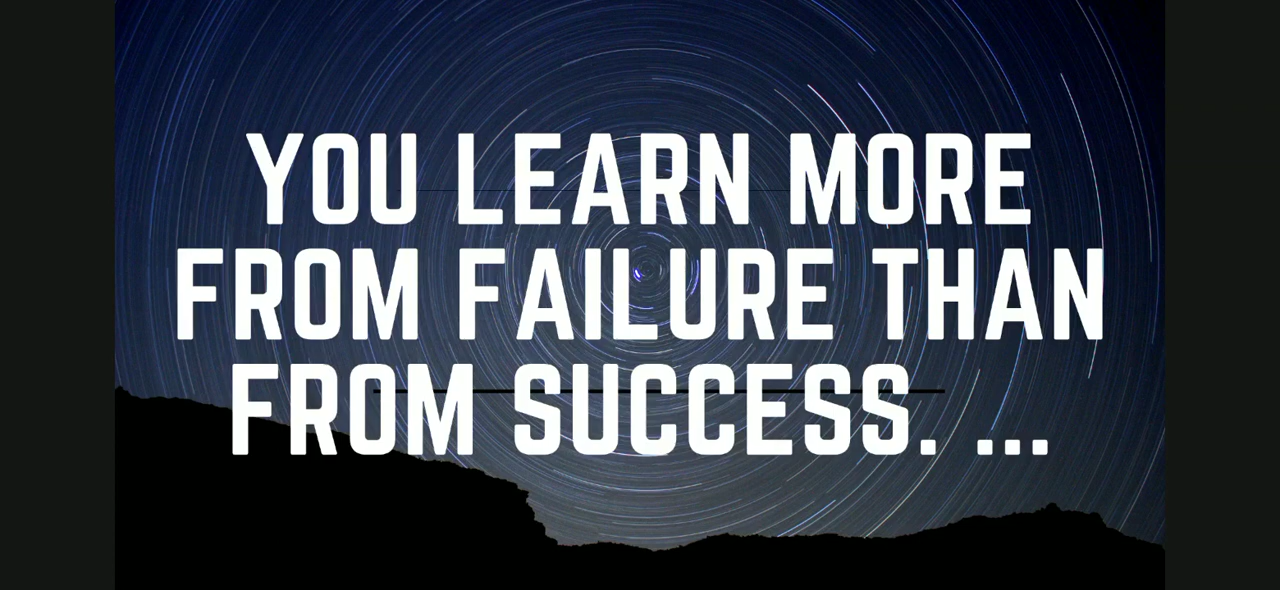 YOU LEARN MORE
FROM FAILURE THAN
FROM SUCCESS. ...